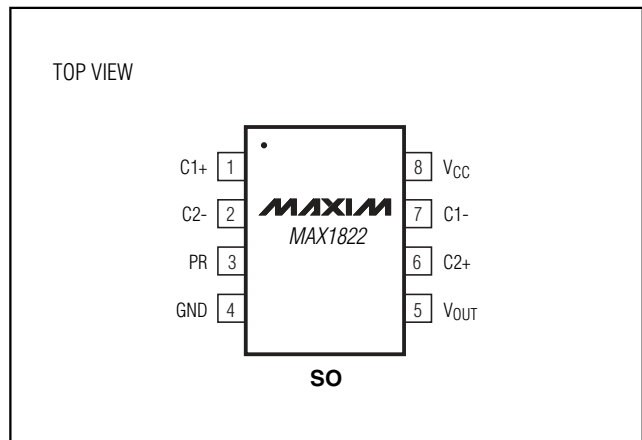 TOP VIEW
C1+ 1
C2- 2
PR 3
GND 4
MAXIM
MAX1822
8 VCC
7 C1-
6 C2+
5 VOUT
SO